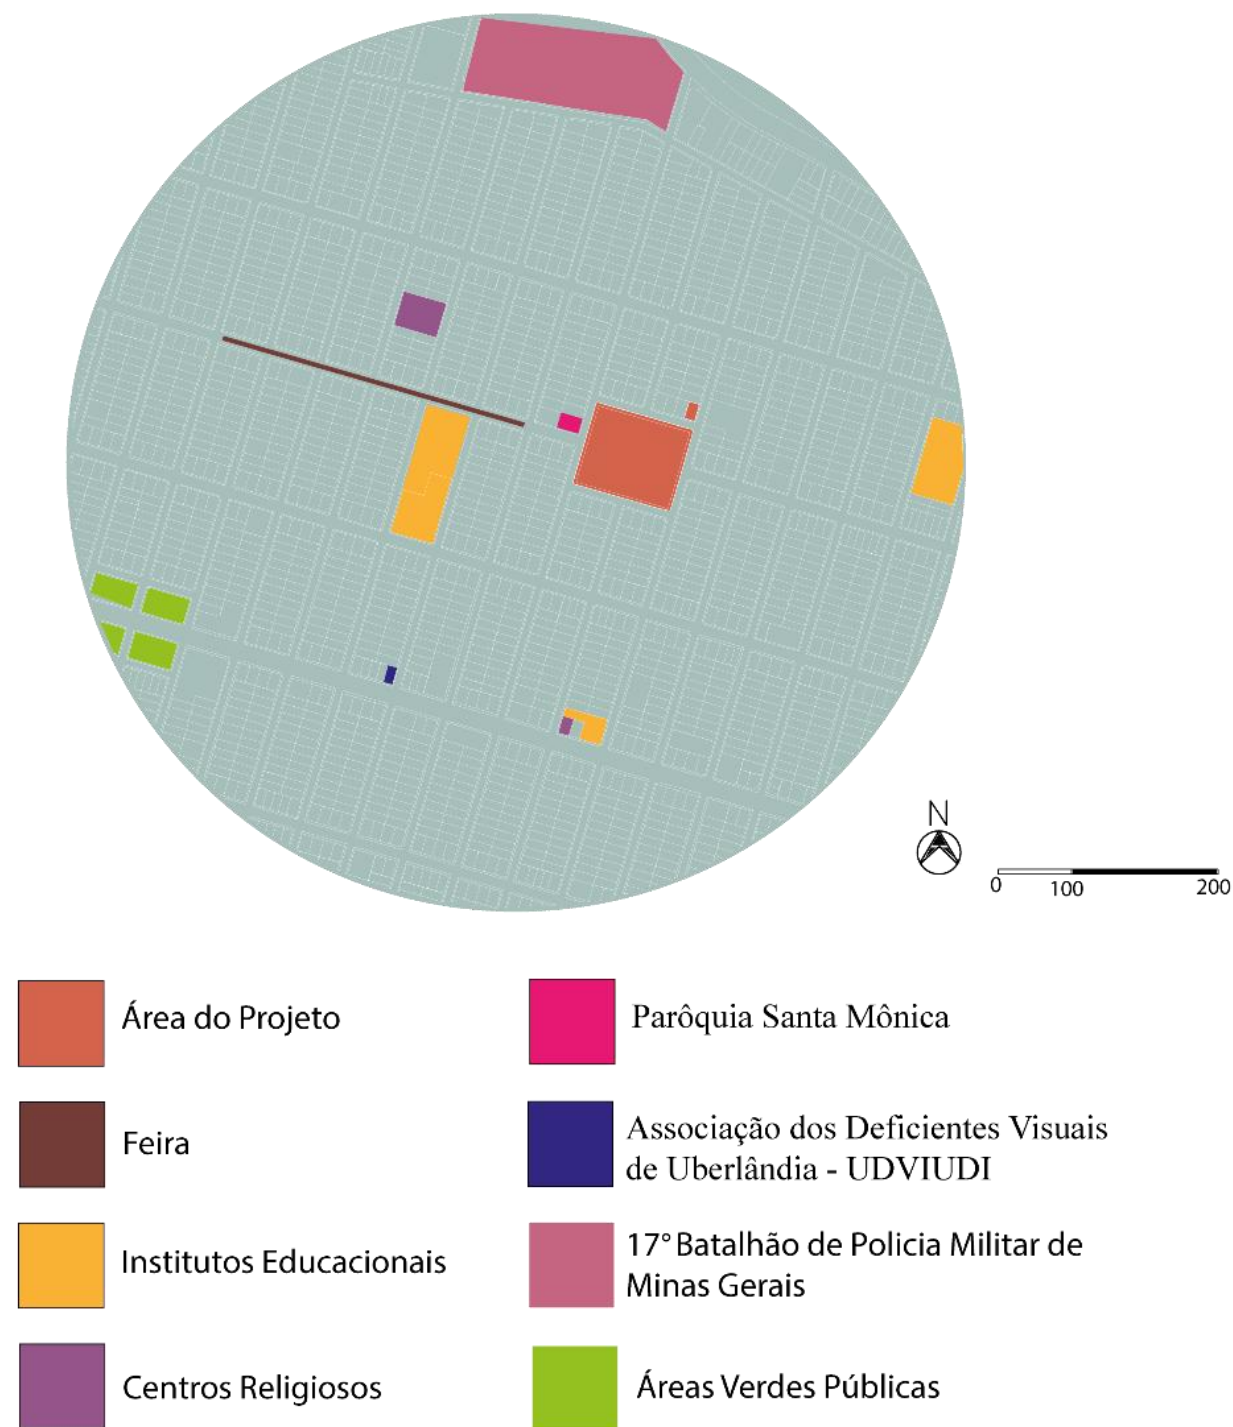 N
0 100 200
Área do Projeto
Parôquia Santa Mônica
Feira
Associação dos Deficientes Visuais
de Uberlândia - UDVIUDI
Institutos Educacionais
17° Batalhão de Policia Militar de
Minas Gerais
Centros Religiosos
Áreas Verdes Públicas